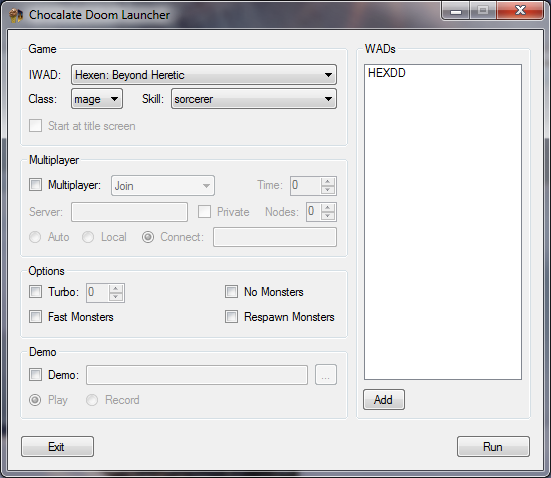 Chocalate Doom Launcher
Game
IWAD: Hexen: Beyond Heretic
Class: mage Skill: sorcerer
Start at title screen
Multiplayer
Multiplayer: Join Time: 0
Server: Private Nodes: 0
Auto Local Connect:
Options
Turbo: 0 No Monsters
Fast Monsters Respawn Monsters
Demo
Demo: ...
Play Record
Exit
WADs
HEXDD
Add
Run